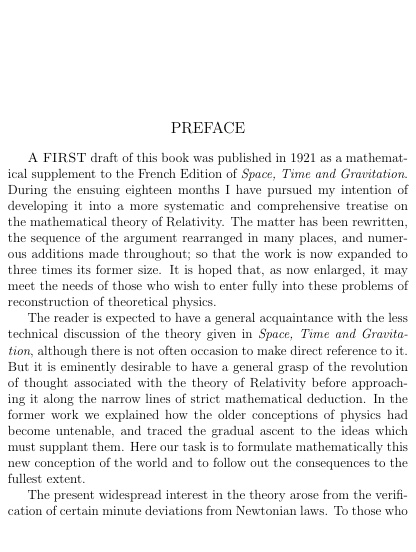 PREFACE
A FIRST draft of this book was published in 1921 as a mathemat-
ical supplement to the French Edition of Space, Time and Gravitation.
During the ensuing eighteen months I have pursued my intention of
developing it into a more systematic and comprehensive treatise on
the mathematical theory of Relativity. The matter has been rewritten,
the sequence of the argument rearranged in many places, and numer-
ous additions made throughout; so that the work is now expanded to
three times its former size. It is hoped that, as now enlarged, it may
meet the needs of those who wish to enter fully into these problems of
reconstruction of theoretical physics.
The reader is expected to have a general acquaintance with the less
technical discussion of the theory given in Space, Time and Gravita-
tion, although there is not often occasion to make direct reference to it.
But it is eminently desirable to have a general grasp of the revolution
of thought associated with the theory of Relativity before approach-
ing it along the narrow lines of strict mathematical deduction. In the
former work we explained how the older conceptions of physics had
become untenable, and traced the gradual ascent to the ideas which
must supplant them. Here our task is to formulate mathematically this
new conception of the world and to follow out the consequences to the
fullest extent.
The present widespread interest in the theory arose from the verifi-
cation of certain minute deviations from Newtonian laws. To those who